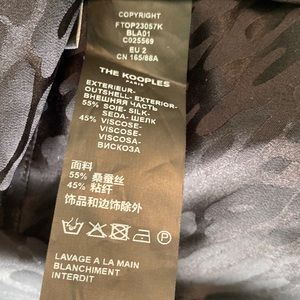 COPYRIGHT
FTOP23057K
BLA01
C025569
EU 2
CN 165/88A
THE KOOPLES
PARIS
EXTERIEUR-
OUTSHELL- EXTERIOR-
ВНЕШНЯЯ ЧАСТЬ
55% SOIE- SILK-
SEDA- ШЕЛК
45% VISCOSE-
VISCOSE-
VISCOSA-
ВИСКОЗА
面料
55% 桑蚕丝
45% 粘纤
饰品和边饰除外
P
LAVAGE A LA MAIN
BLANCHIMENT
INTERDIT